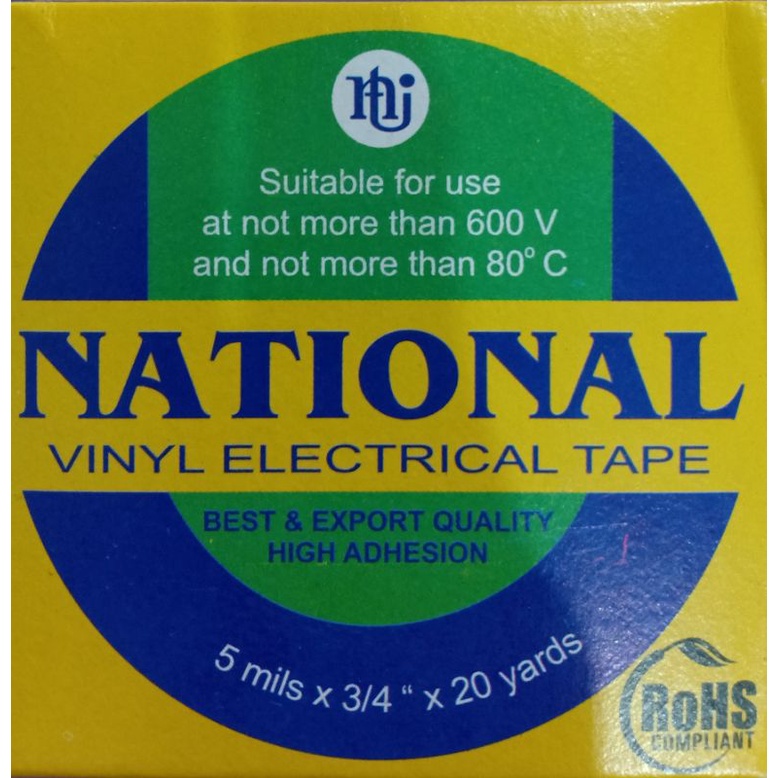 nti
Suitable for use
at not more than 600 V
and not more than 80° C
NATIONAL
VINYL ELECTRICAL TAPE
BEST & EXPORT QUALITY
HIGH ADHESION
5 mils x 3/4 “ x 20 yards
RoHS
COMPLIANT